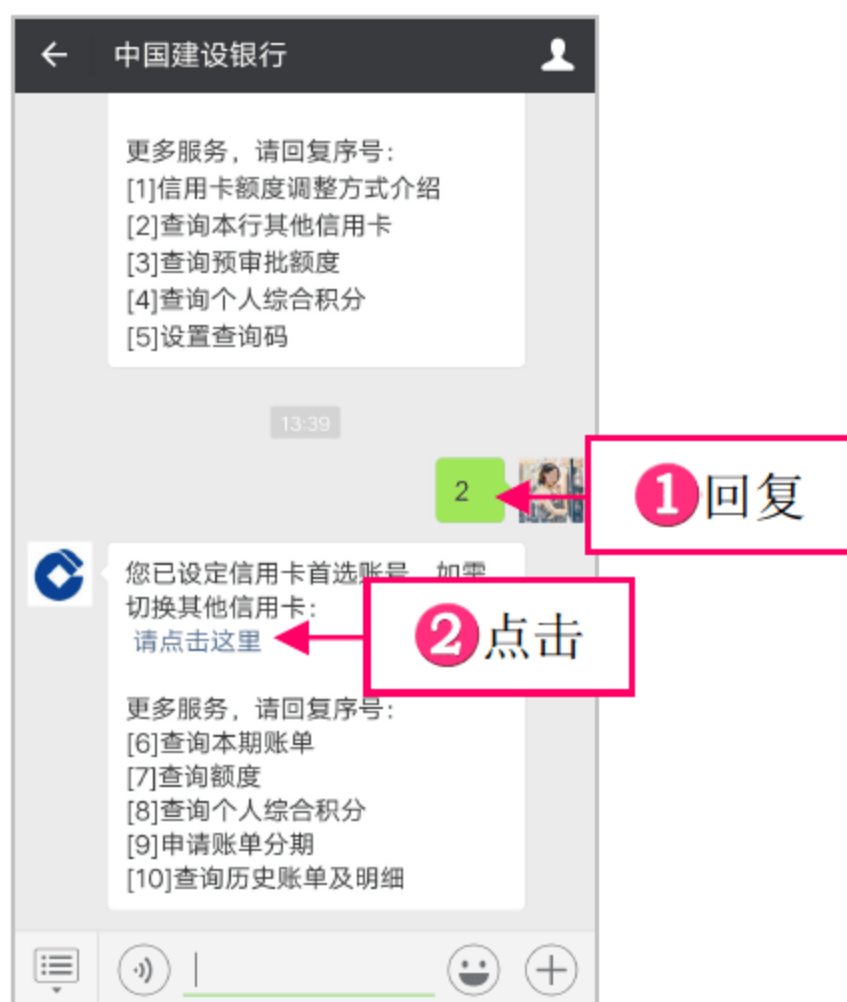 中国建设银行
更多服务，请回复序号：
[1]信用卡额度调整方式介绍
[2]查询本行其他信用卡
[3]查询预审批额度
[4]查询个人综合积分
[5]设置查询码
13:39
2
1回复
您已设定信用卡首选账号 如需
切换其他信用卡：
请点击这里
2点击
更多服务，请回复序号：
[6]查询本期账单
[7]查询额度
[8]查询个人综合积分
[9]申请账单分期
[10]查询历史账单及明细